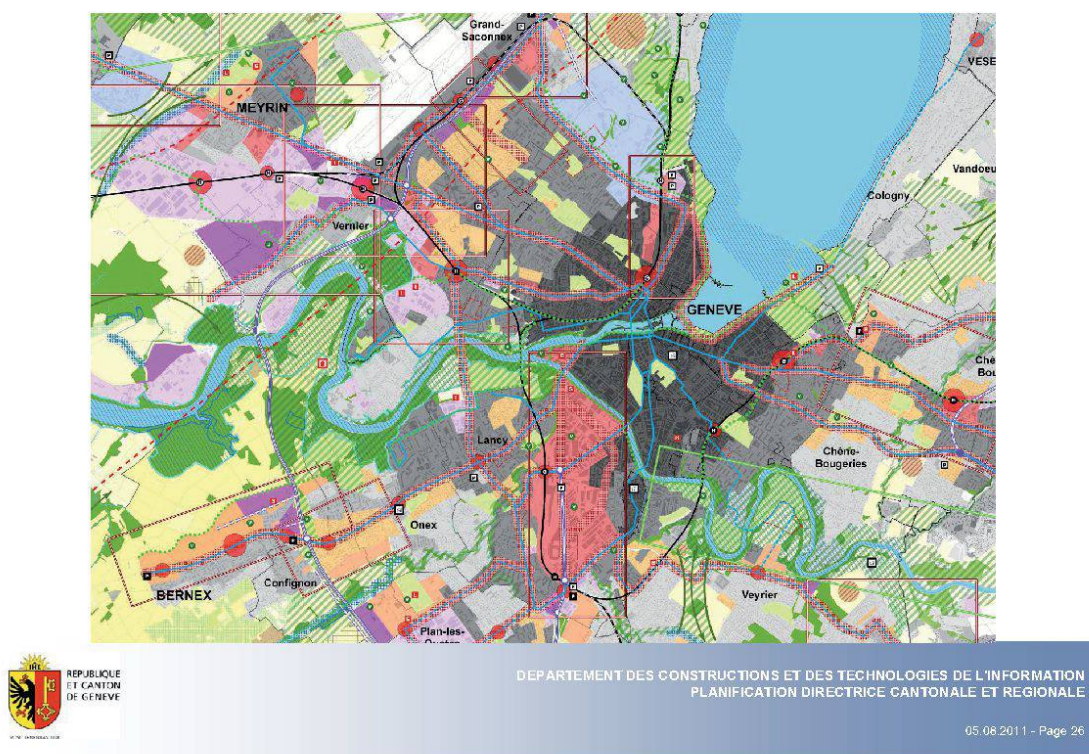 Grand-
Saconnex
VESE
MEYRIN
Vandoeu
Cologny
Vernier
GENEVE
Chê
Bou
Lancy
Chêne-
Bougeries
Onex
Confignon
BERNEX
Veyrier
Plan-les-
REPUBLIQUE
ET CANTON
DE GENEVE
DEPARTEMENT DES CONSTRUCTIONS ET DES TECHNOLOGIES DE L'INFORMATION
PLANIFICATION DIRECTRICE CANTONALE ET REGIONALE
05.08.2011 - Page 26